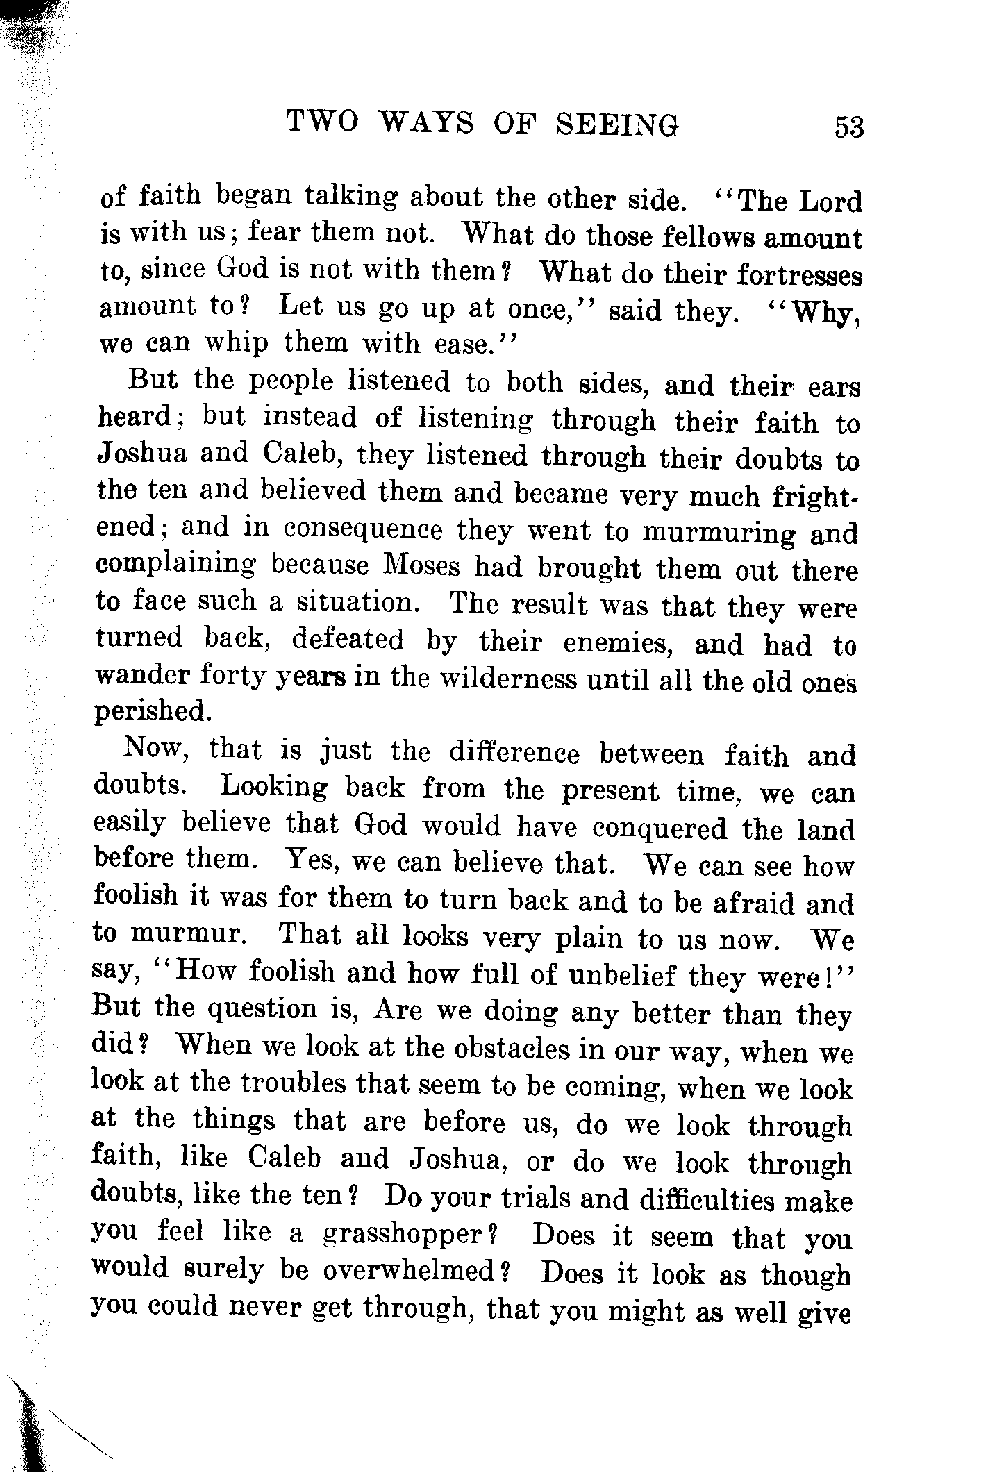 TWO WAYS OF SEEING 53
of faith began talking about the other side. "The Lord
is with us; fear them not. What do those fellows amount
to, since God is not with them? What do their fortresses
amount to? Let us go up at once," said they. "Why,
we can whip them with ease."
But the people listened to both sides, and their ears
heard; but instead of listening through their faith to
Joshua and Caleb, they listened through their doubts to
the ten and believed them and became very much fright-
ened; and in consequence they went to murmuring and
complaining because Moses had brought them out there
to face such a situation. The result was that they were
turned back, defeated by their enemies, and had to
wander forty years in the wilderness until all the old ones
perished.
Now, that is just the difference between faith and
doubts. Looking back from the present time, we can
easily believe that God would have conquered the land
before them. Yes, we can believe that. We can see how
foolish it was for them to turn back and to be afraid and
to murmur. That all looks very plain to us now. We
say, "How foolish and how full of unbelief they were!"
But the question is, Are we doing any better than they
did? When we look at the obstacles in our way, when we
look at the troubles that seem to be coming, when we look
at the things that are before us, do we look through
faith, like Caleb and Joshua, or do we look through
doubts, like the ten? Do your trials and difficulties make
you feel like a grasshopper? Does it seem that you
would surely be overwhelmed? Does it look as though
you could never get through, that you might as well give